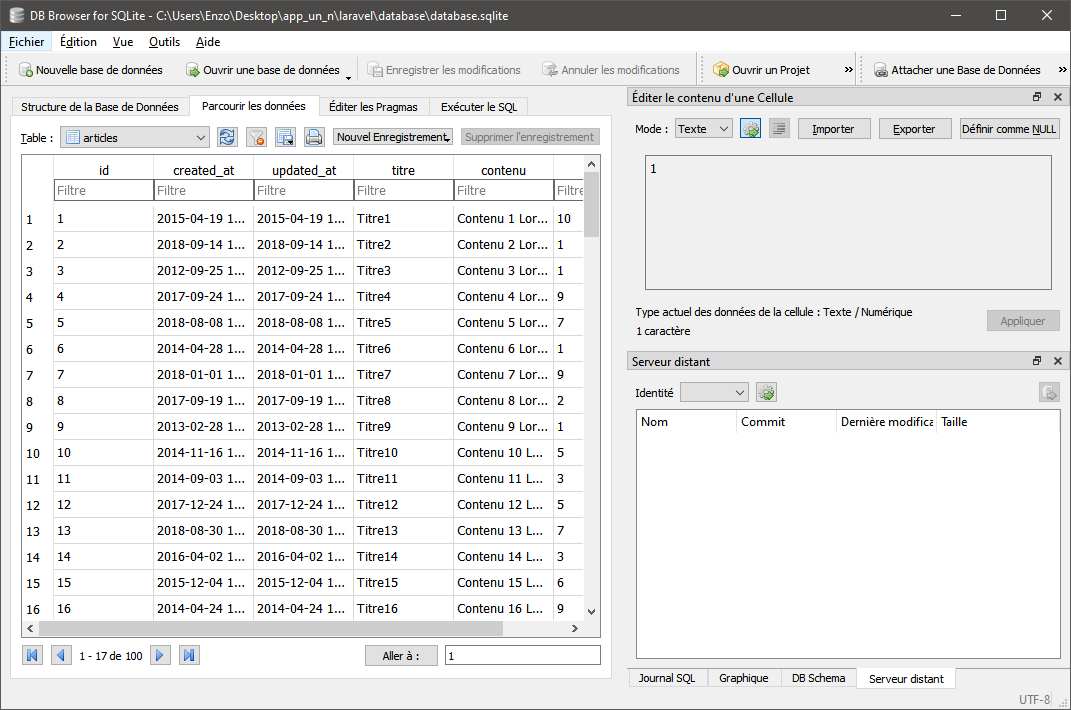 DB Browser for SQLite - C:\Users\Enzo\Desktop\app_un_n\laravel\database\database.sqlite
Fichier Édition Vue Outils Aide
Nouvelle base de données Ouvrir une base de données Enregistrer les modifications Annuler les modifications Ouvrir un Projet » Attacher une Base de Données »
Structure de la Base de Données Parcourir les données Éditer les Pragmas Exécuter le SQL
Table : articles Nouvel Enregistrement Supprimer l'enregistrement
id created_at updated_at titre contenu
Filtre Filtre Filtre Filtre Filtre Filtre
1 1 2015-04-19 1... 2015-04-19 1... Titre1 Contenu 1 Lor... 10
2 2 2018-09-14 1... 2018-09-14 1... Titre2 Contenu 2 Lor... 1
3 3 2012-09-25 1... 2012-09-25 1... Titre3 Contenu 3 Lor... 1
4 4 2017-09-24 1... 2017-09-24 1... Titre4 Contenu 4 Lor... 9
5 5 2018-08-08 1... 2018-08-08 1... Titre5 Contenu 5 Lor... 7
6 6 2014-04-28 1... 2014-04-28 1... Titre6 Contenu 6 Lor... 1
7 7 2018-01-01 1... 2018-01-01 1... Titre7 Contenu 7 Lor... 9
8 8 2017-09-19 1... 2017-09-19 1... Titre8 Contenu 8 Lor... 2
9 9 2013-02-28 1... 2013-02-28 1... Titre9 Contenu 9 Lor... 1
10 10 2014-11-16 1... 2014-11-16 1... Titre10 Contenu 10 L... 5
11 11 2014-09-03 1... 2014-09-03 1... Titre11 Contenu 11 L... 3
12 12 2017-12-24 1... 2017-12-24 1... Titre12 Contenu 12 L... 5
13 13 2018-08-30 1... 2018-08-30 1... Titre13 Contenu 13 L... 7
14 14 2016-04-02 1... 2016-04-02 1... Titre14 Contenu 14 L... 3
15 15 2015-12-04 1... 2015-12-04 1... Titre15 Contenu 15 L... 6
16 16 2014-04-24 1... 2014-04-24 1... Titre16 Contenu 16 L... 9
1 - 17 de 100 Aller à : 1
Éditer le contenu d'une Cellule
Mode : Texte Importer Exporter Définir comme NULL
1
Type actuel des données de la cellule : Texte / Numérique
1 caractère
Appliquer
Serveur distant
Identité
Nom Commit Dernière modifica Taille
Journal SQL Graphique DB Schema Serveur distant
UTF-8